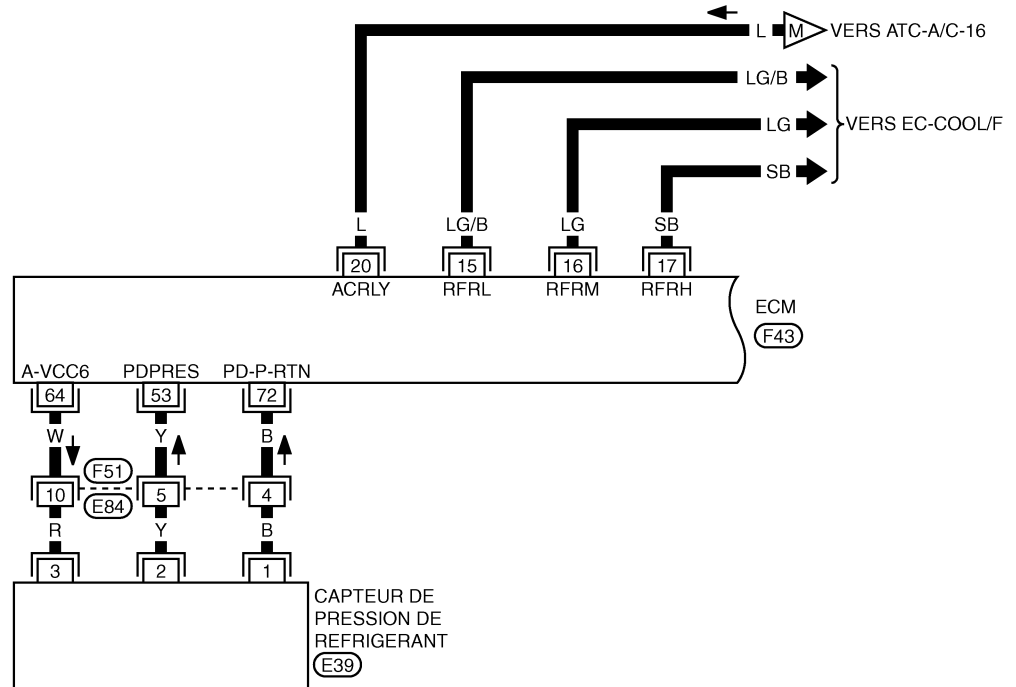 L M VERS ATC-A/C-16
LG/B
LG VERS EC-COOL/F
SB
L LG/B LG SB
20 15 16 17
ACRLY RFRL RFRM RFRH
ECM
F43
A-VCC6 PDPRES PD-P-RTN
64 53 72
W Y B
F51
10 5 4
E84
R Y B
3 2 1
CAPTEUR DE
PRESSION DE
REFRIGERANT
E39